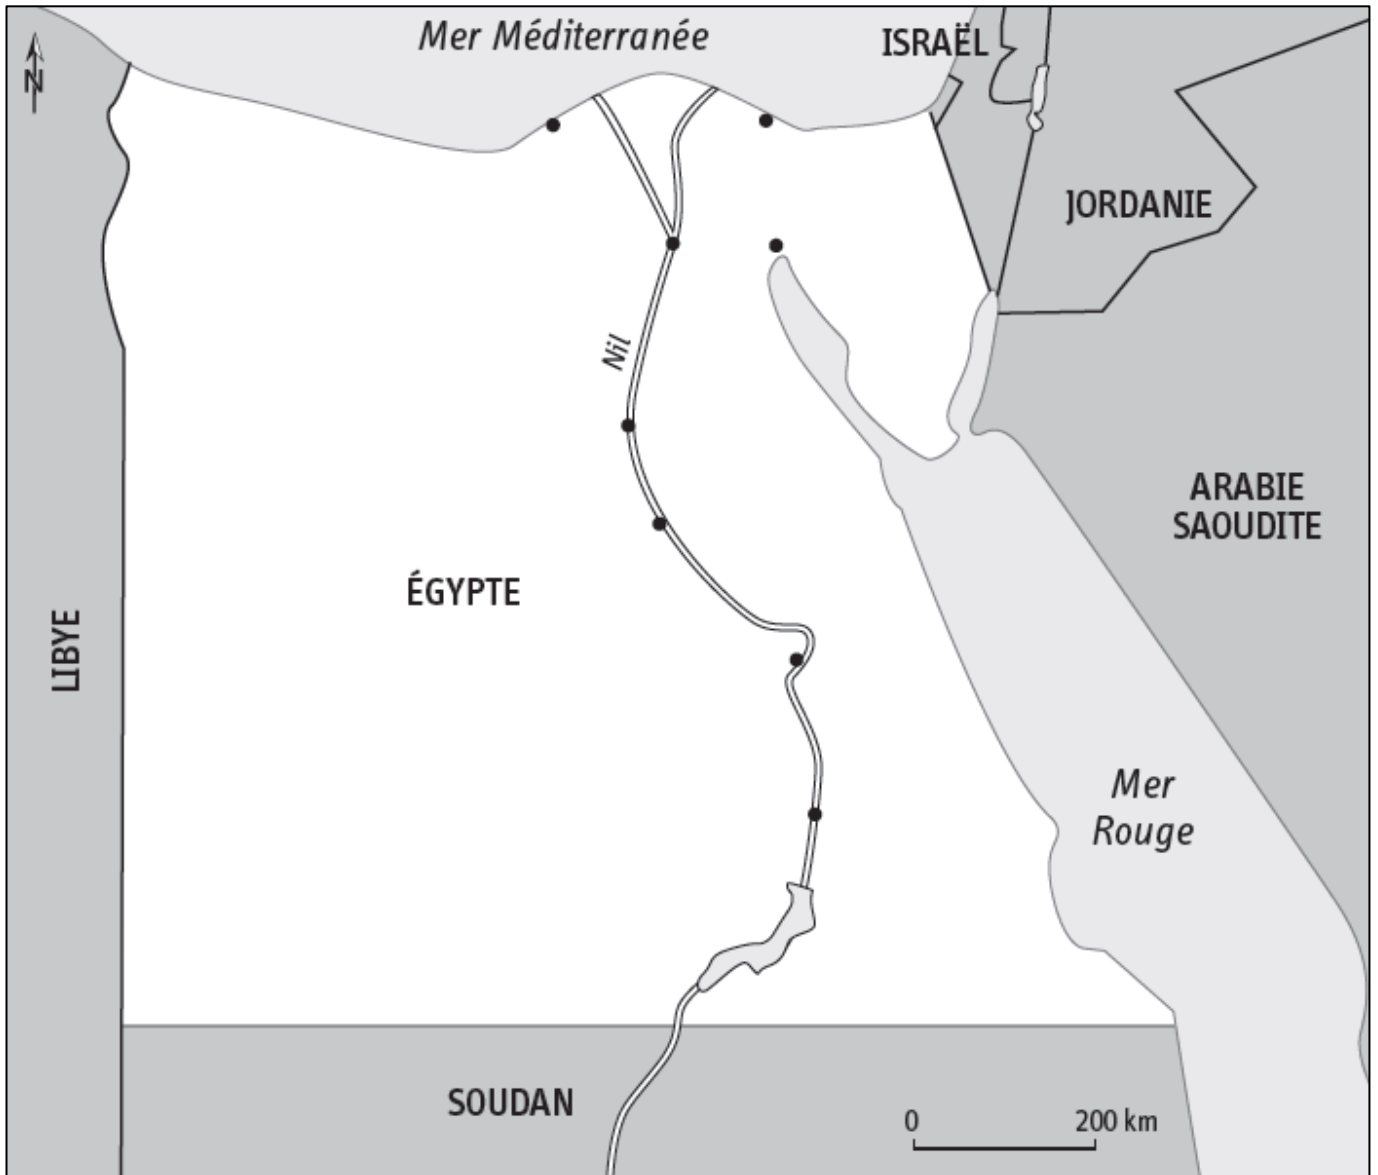 Mer Méditerranée
ISRAËL
N
JORDANIE
Nil
ARABIE
SAOUDITE
ÉGYPTE
LIBYE
Mer
Rouge
SOUDAN
0 200 km